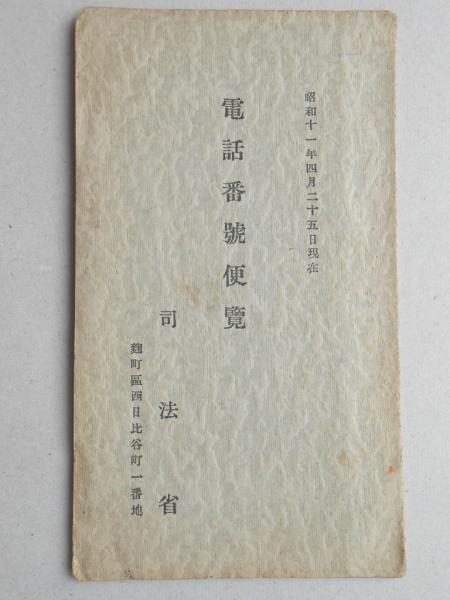 昭和十一年四月二十五日現在
電話番號便覽
司法省
麹町區西日比谷町一番地